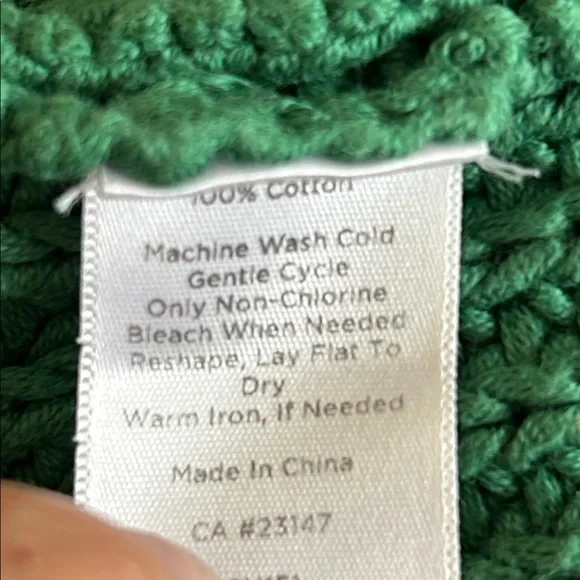 100% Cotton
Machine Wash Cold
Gentle Cycle
Only Non-Chlorine
Bleach When Needed
Reshape, Lay Flat To
Dry
Warm Iron, If Needed
Made In China
CA #23147